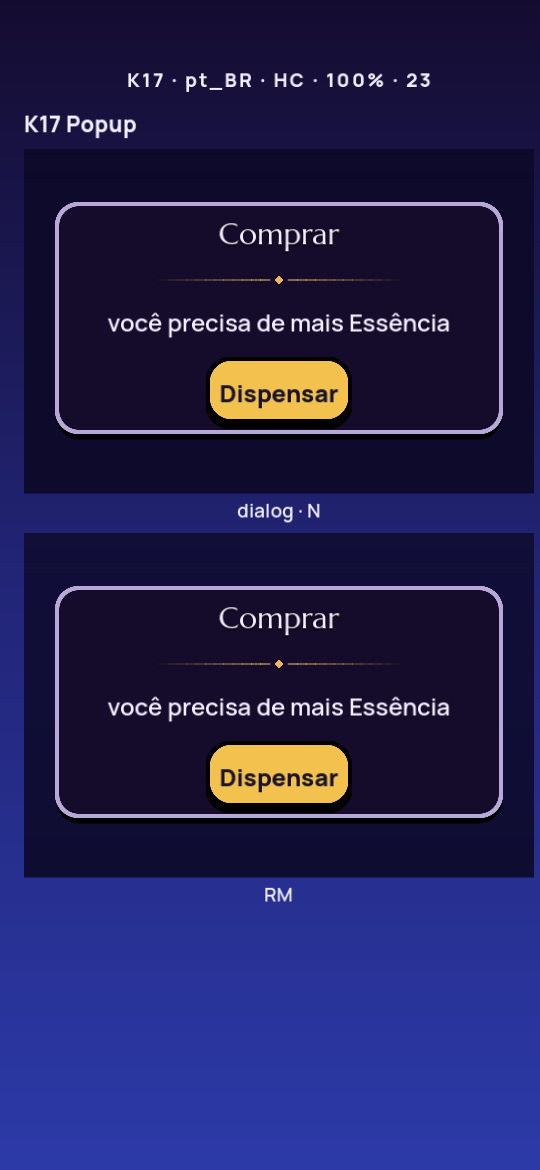 K17 · pt_BR · HC · 100% · 23
K17 Popup
Comprar
você precisa de mais Essência
Dispensar
dialog · N
Comprar
você precisa de mais Essência
Dispensar
RM